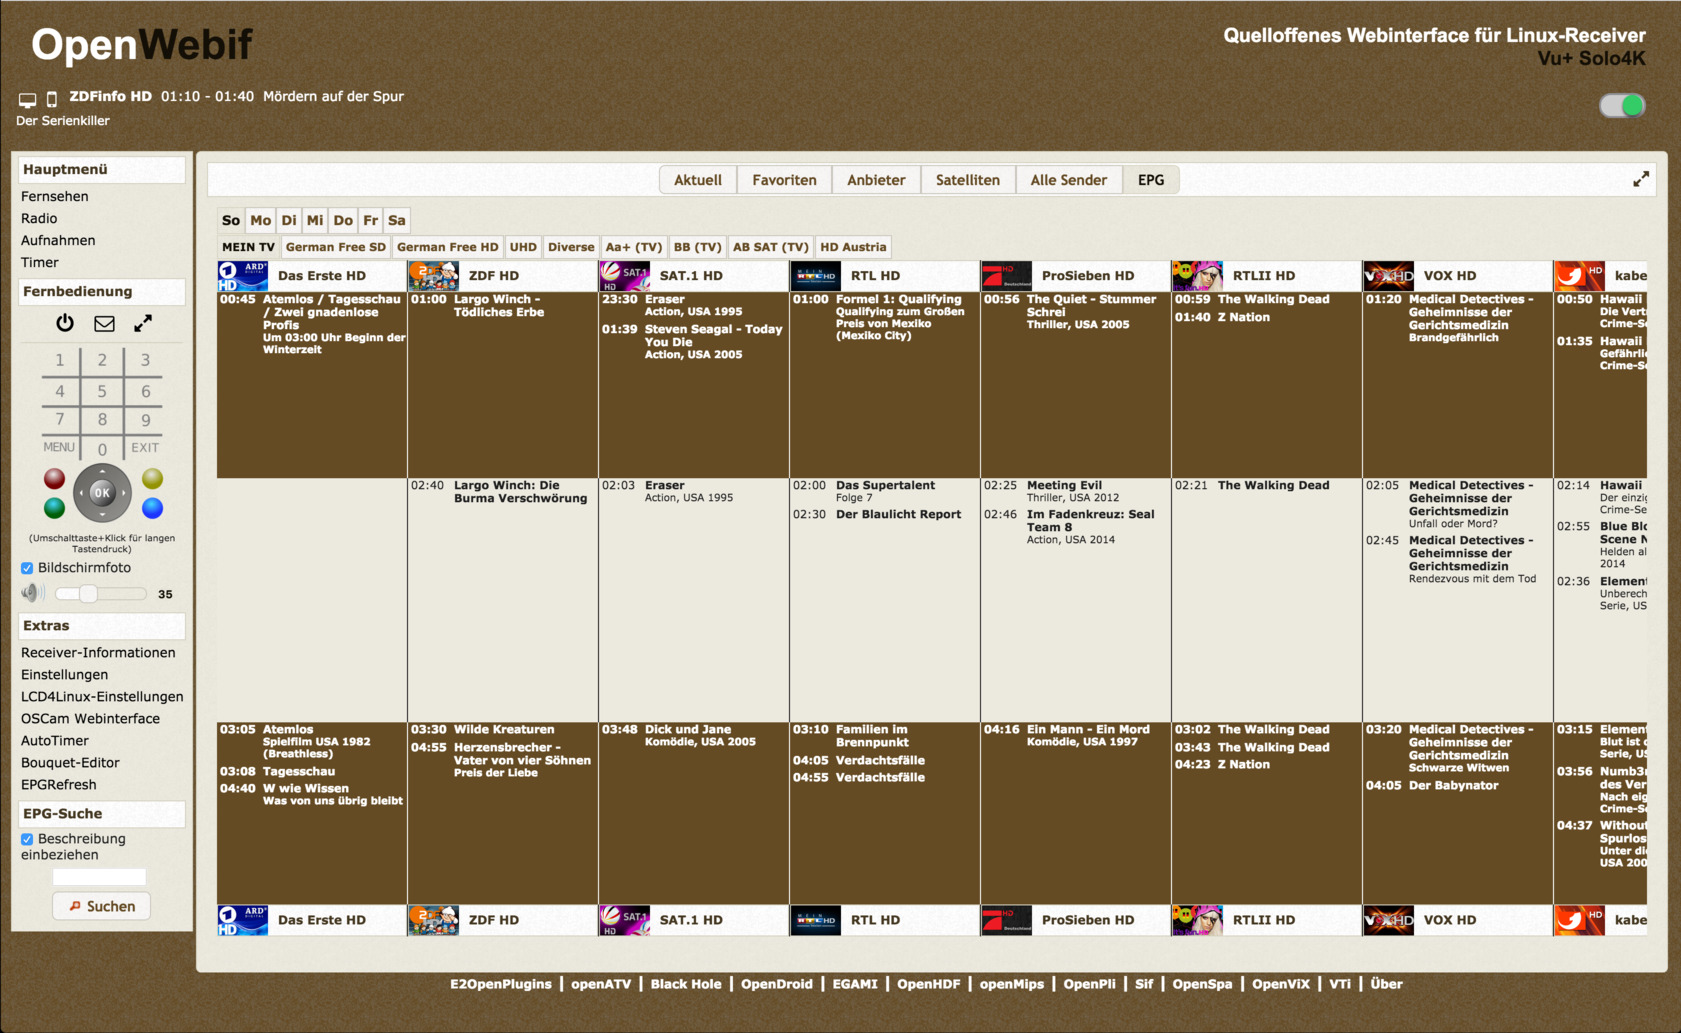 OpenWebif
Quelloffenes Webinterface für Linux-Receiver
Vu+ Solo4K
ZDFinfo HD 01:10 - 01:40 Mördern auf der Spur
Der Serienkiller
Hauptmenü
Fernsehen
Radio
Aufnahmen
Timer
Fernbedienung
1 2 3
4 5 6
7 8 9
MENU 0 EXIT
OK
(Umschalttaste+Klick für langen
Tastendruck)
Bildschirmfoto
35
Extras
Receiver-Informationen
Einstellungen
LCD4Linux-Einstellungen
OSCam Webinterface
AutoTimer
Bouquet-Editor
EPGRefresh
EPG-Suche
Beschreibung
einbeziehen
Suchen
Aktuell Favoriten Anbieter Satelliten Alle Sender EPG
So Mo Di Mi Do Fr Sa
MEIN TV German Free SD German Free HD UHD Diverse Aa+ (TV) BB (TV) AB SAT (TV) HD Austria
Das Erste HD ZDF HD SAT.1 HD RTL HD ProSieben HD RTLII HD VOX HD kabe
00:45 Atemlos / Tagesschau
/ Zwei gnadenlose
Profis
Um 03:00 Uhr Beginn der
Winterzeit
01:00 Largo Winch -
Tödliches Erbe
23:30 Eraser
Action, USA 1995
01:39 Steven Seagal - Today
You Die
Action, USA 2005
01:00 Formel 1: Qualifying
Qualifying zum Großen
Preis von Mexiko
(Mexiko City)
00:56 The Quiet - Stummer
Schrei
Thriller, USA 2005
00:59 The Walking Dead
01:40 Z Nation
01:20 Medical Detectives -
Geheimnisse der
Gerichtsmedizin
Brandgefährlich
00:50 Hawaii
Die Vert
Crime-Se
01:35 Hawaii
Gefährli
Crime-Se
02:40 Largo Winch: Die
Burma Verschwörung
02:03 Eraser
Action, USA 1995
02:00 Das Supertalent
Folge 7
02:30 Der Blaulicht Report
02:25 Meeting Evil
Thriller, USA 2012
02:46 Im Fadenkreuz: Seal
Team 8
Action, USA 2014
02:21 The Walking Dead
02:05 Medical Detectives -
Geheimnisse der
Gerichtsmedizin
Unfall oder Mord?
02:45 Medical Detectives -
Geheimnisse der
Gerichtsmedizin
Rendezvous mit dem Tod
02:14 Hawaii
Der einzig
Crime-Se
02:55 Blue Blo
Scene N
Helden al
2014
02:36 Element
Unberech
Serie, US
03:05 Atemlos
Spielfilm USA 1982
(Breathless)
03:08 Tagesschau
04:40 W wie Wissen
Was von uns übrig bleibt
03:30 Wilde Kreaturen
04:55 Herzensbrecher -
Vater von vier Söhnen
Preis der Liebe
03:48 Dick und Jane
Komödie, USA 2005
03:10 Familien im
Brennpunkt
04:05 Verdachtsfälle
04:55 Verdachtsfälle
04:16 Ein Mann - Ein Mord
Komödie, USA 1997
03:02 The Walking Dead
03:43 The Walking Dead
04:23 Z Nation
03:20 Medical Detectives -
Geheimnisse der
Gerichtsmedizin
Schwarze Witwen
04:05 Der Babynator
03:15 Element
Blut ist d
Serie, US
03:56 Numb3r
des Ver
Nach eig
Crime-Se
04:37 Without
Spurlos
Unter di
USA 200
Das Erste HD ZDF HD SAT.1 HD RTL HD ProSieben HD RTLII HD VOX HD kabe
E2OpenPlugins | openATV | Black Hole | OpenDroid | EGAMI | OpenHDF | openMips | OpenPli | Sif | OpenSpa | OpenViX | VTi | Über